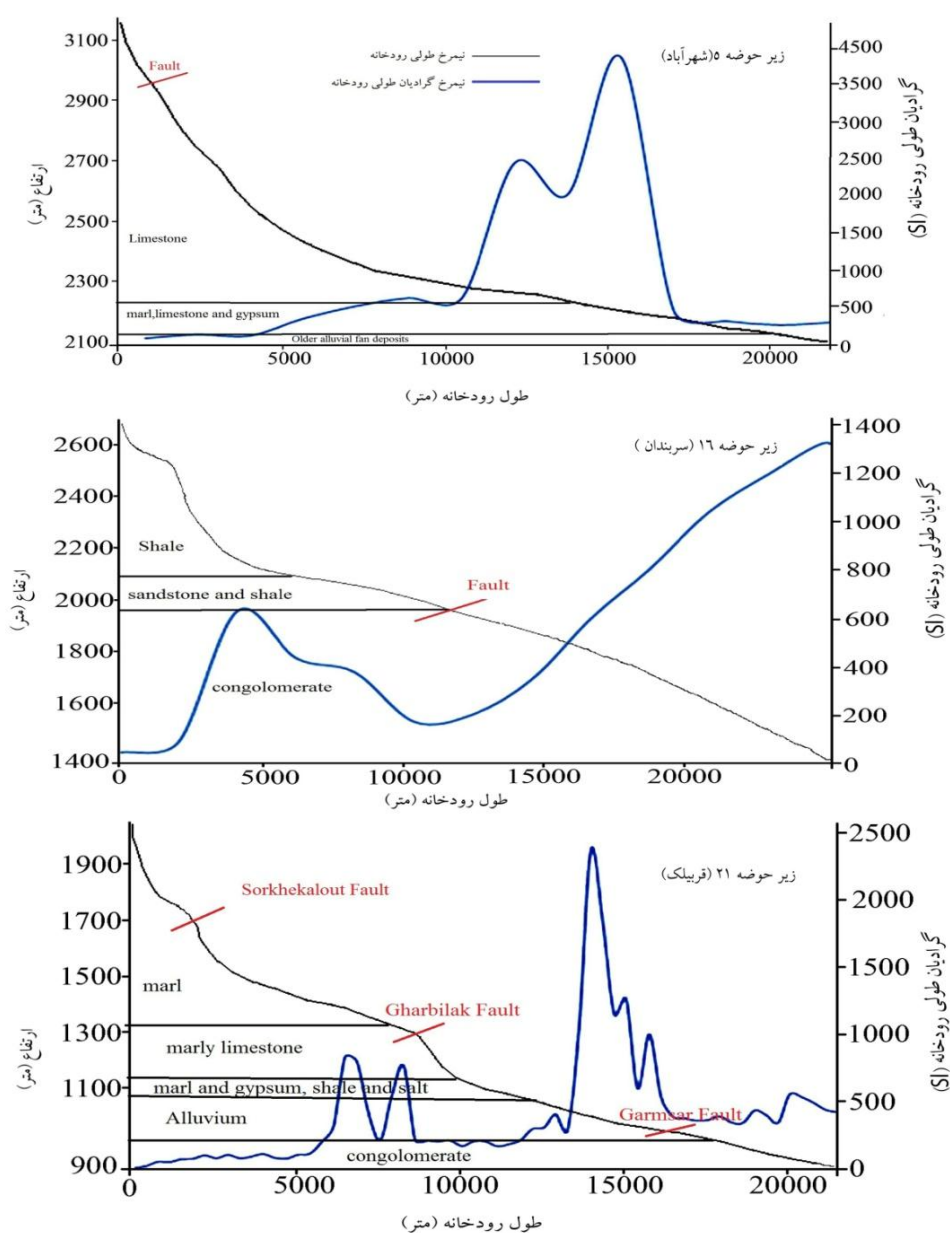 زیر حوضه ۵(شهرآباد)
نیمرخ طولی رودخانه
نیمرخ گرادیان طولی رودخانه
Fault
Limestone
marl,limestone and gypsum
Older alluvial fan deposits
3100
2900
2700
2500
2300
2100
ارتفاع (متر)
4500
3500
3000
2500
2000
1500
1000
500
0
گرادیان طولی رودخانه (SI)
0
5000
10000
15000
20000
طول رودخانه (متر)
زیر حوضه ۱۶ (سربندان )
Shale
sandstone and shale
Fault
congolomerate
2600
2400
2200
2000
1800
1600
1400
ارتفاع (متر)
1400
1200
1000
800
600
400
200
0
گرادیان طولی رودخانه (SI)
0
5000
10000
15000
20000
طول رودخانه (متر)
زیر حوضه ۲۱ (قربیلک)
Sorkhekalout Fault
marl
Gharbilak Fault
marly limestone
marl and gypsum, shale and salt
Alluvium
Garmsar Fault
congolomerate
1900
1700
1500
1300
1100
900
ارتفاع (متر)
2500
2000
1500
1000
500
0
گرادیان طولی رودخانه (SI)
0
5000
10000
15000
20000
طول رودخانه (متر)